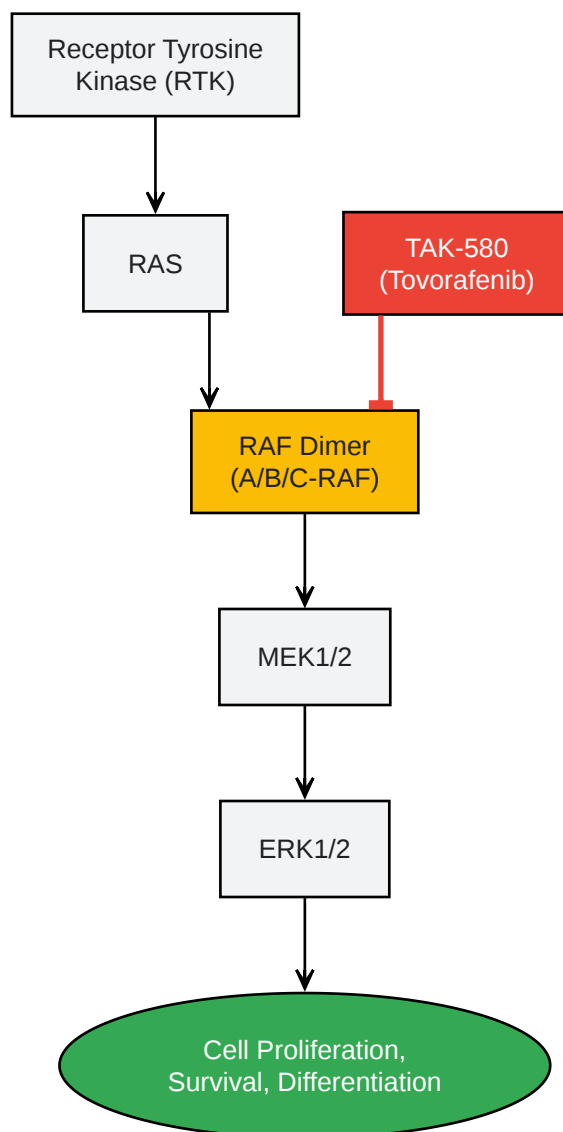 Receptor Tyrosine
Kinase (RTK)
RAS
TAK-580
(Tovorafenib)
RAF Dimer
(A/B/C-RAF)
MEK1/2
ERK1/2
Cell Proliferation,
Survival, Differentiation